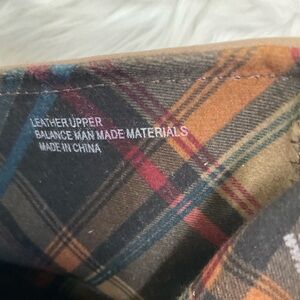 LEATHER UPPER
BALANCE MAN MADE MATERIALS
MADE IN CHINA